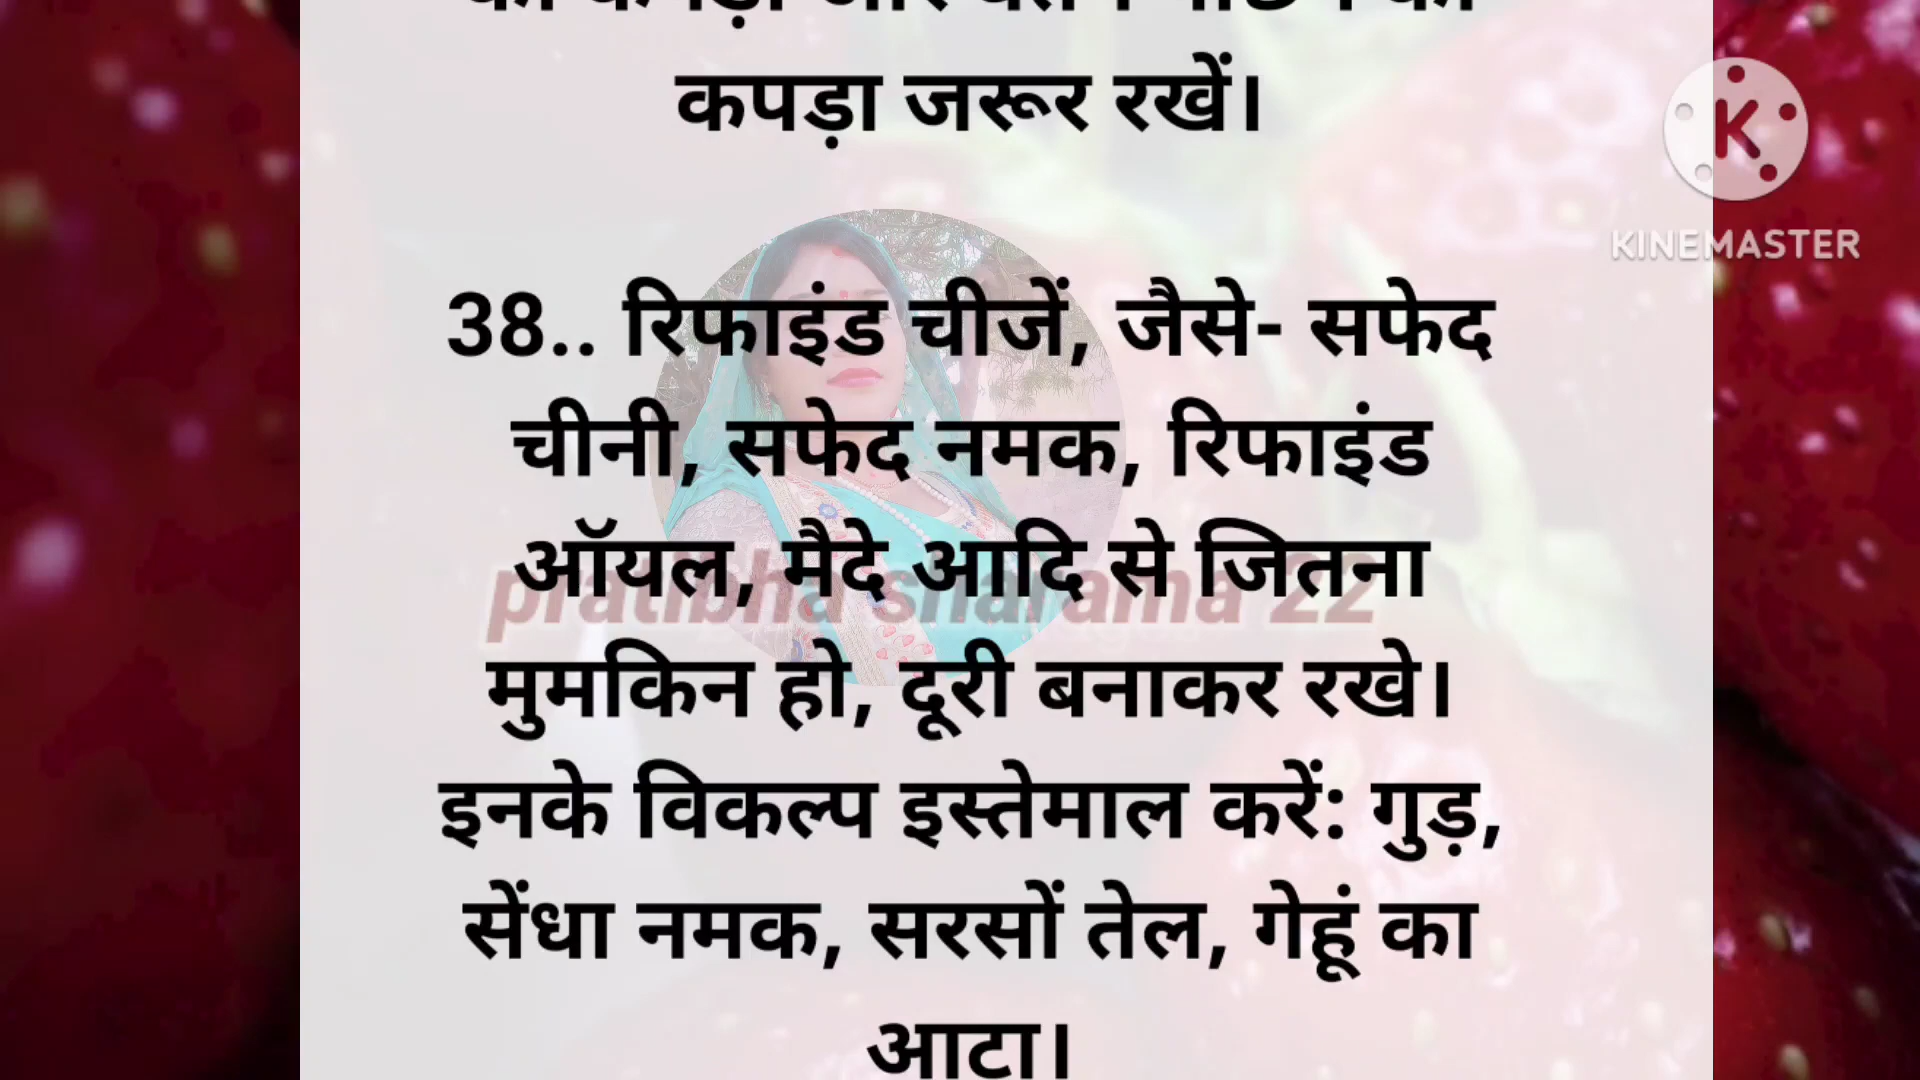 कपड़ा जरूर रखें।
38.. रिफाइंड चीजें, जैसे- सफेद
चीनी, सफेद नमक, रिफाइंड
ऑयल, मैदे आदि से जितना
मुमकिन हो, दूरी बनाकर रखे।
इनके विकल्प इस्तेमाल करें: गुड़,
सेंधा नमक, सरसों तेल, गेहूं का
आटा।
pratibha sharama 22
K
KINEMASTER